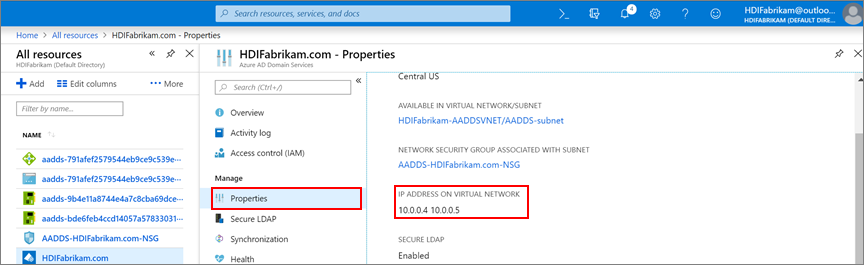 Search resources, services, and docs
4
HDIFabrikam@outloo...
HDIFABRIKAM (DEFAULT DIRE...
Home > All resources > HDIFabrikam.com - Properties
All resources
HDIFabrikam (Default Directory)
Add
Edit columns
More
Filter by name...
NAME
aadds-791afef2579544eb9ce9c539e...
aadds-791afef2579544eb9ce9c539e...
aadds-9b4e11a8744e4a7c8cba69dce...
aadds-bde6feb4ccd14057a57833031...
AADDS-HDIFabrikam.com-NSG
HDIFabrikam.com
HDIFabrikam.com - Properties
Azure AD Domain Services
Search (Ctrl+/)
Overview
Activity log
Access control (IAM)
Manage
Properties
Secure LDAP
Synchronization
Health
Central US
AVAILABLE IN VIRTUAL NETWORK/SUBNET
HDIFabrikam-AADDSVNET/AADDS-subnet
NETWORK SECURITY GROUP ASSOCIATED WITH SUBNET
AADDS-HDIFabrikam.com-NSG
IP ADDRESS ON VIRTUAL NETWORK
10.0.0.4 10.0.0.5
SECURE LDAP
Enabled